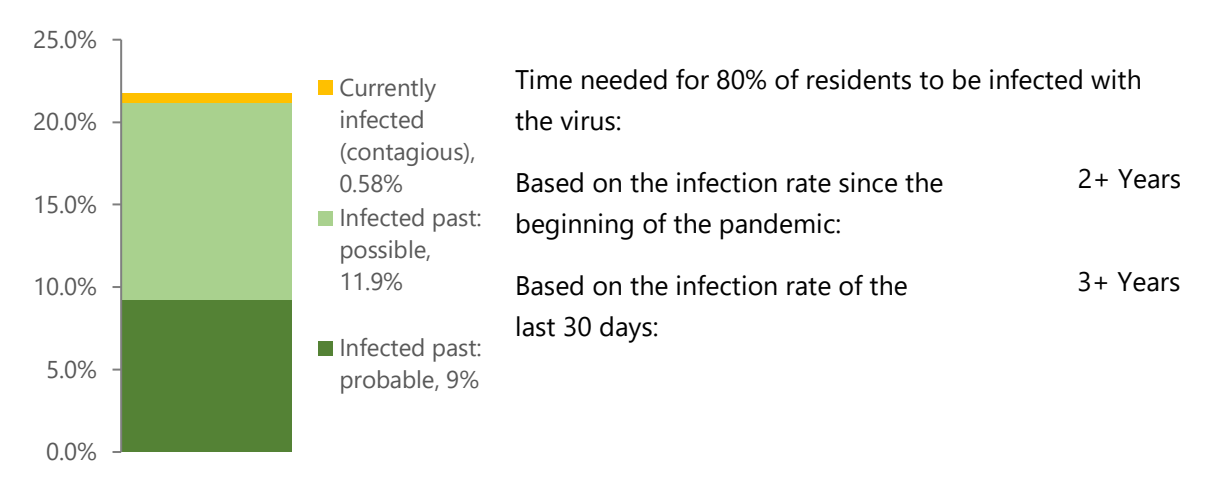 25.0%
20.0%
15.0%
10.0%
5.0%
0.0%
Currently
infected
(contagious),
0.58%
Infected past:
possible,
11.9%
Infected past:
probable, 9%
Time needed for 80% of residents to be infected with
the virus:
Based on the infection rate since the
beginning of the pandemic:
2+ Years
Based on the infection rate of the
last 30 days:
3+ Years